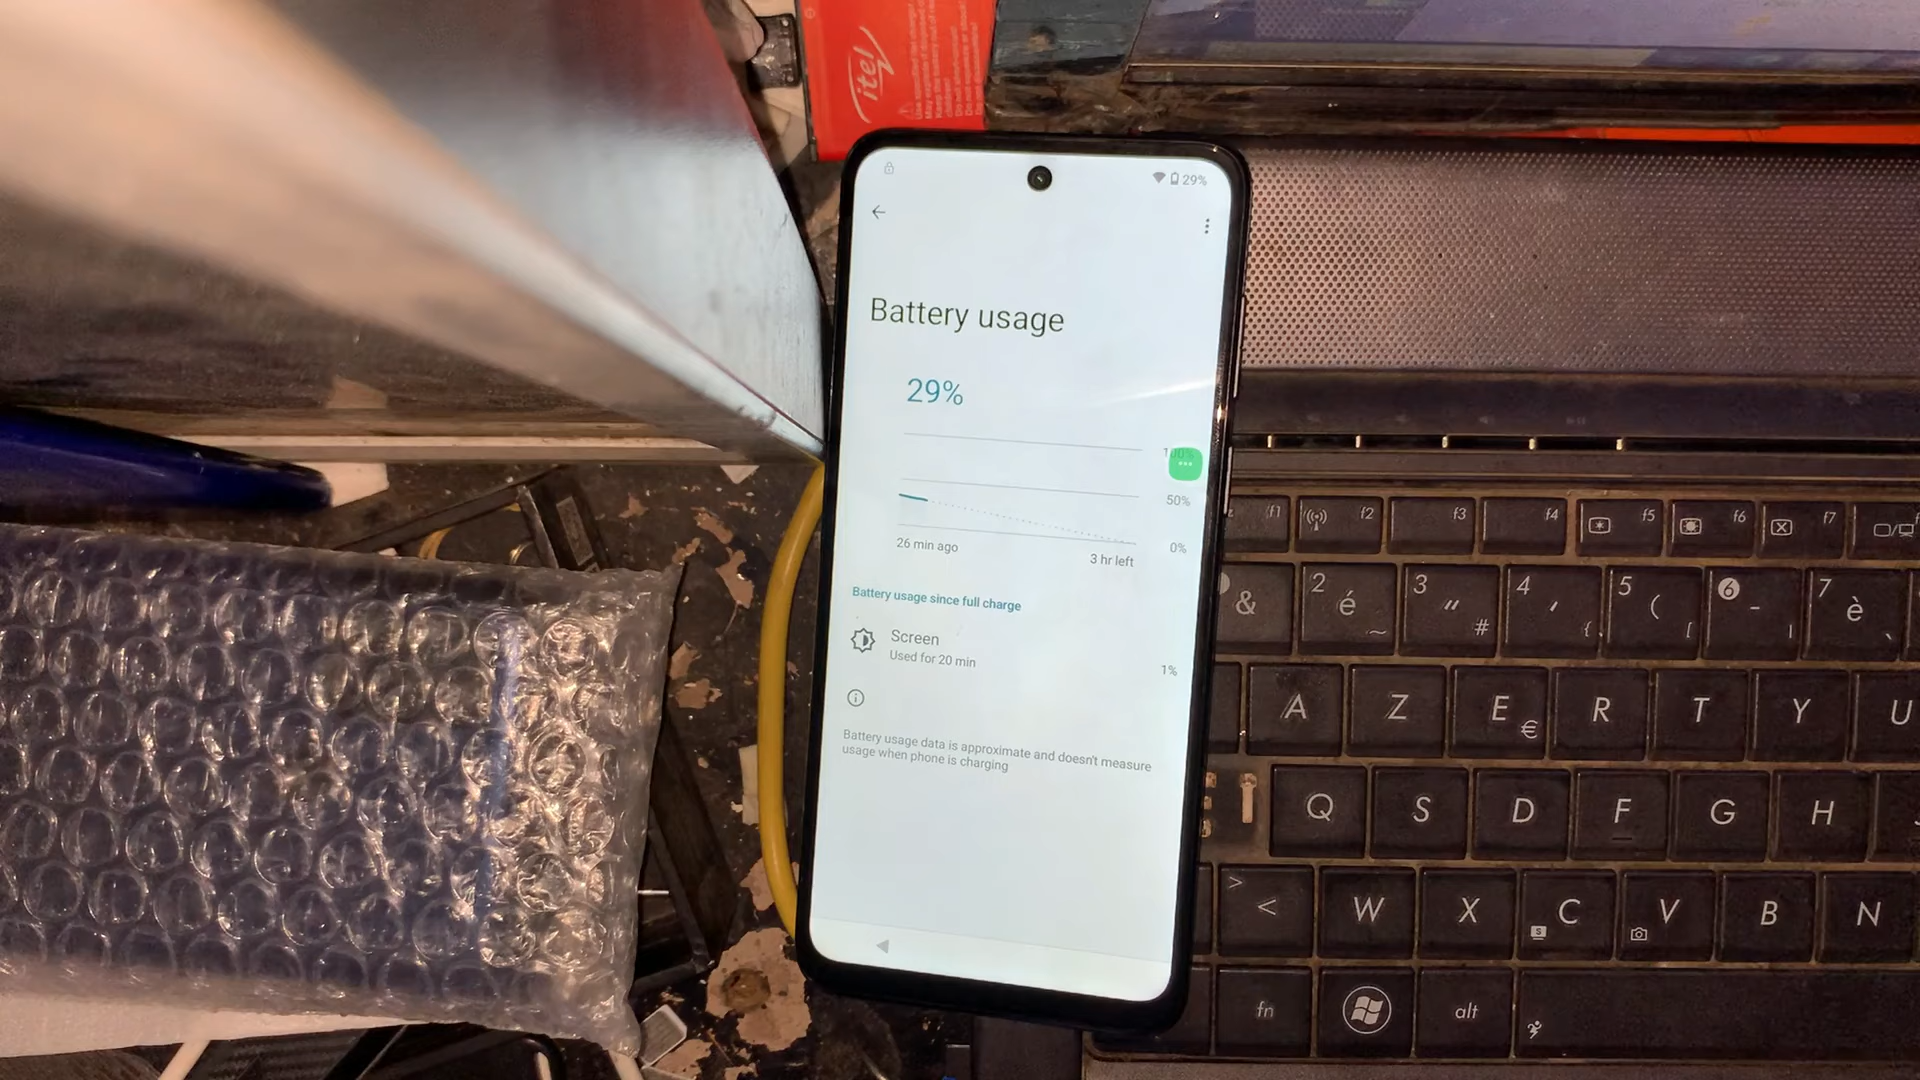 itel
29%
Battery usage
29%
100%
50%
0%
26 min ago
3 hr left
Battery usage since full charge
Screen
Used for 20 min
1%
Battery usage data is approximate and doesn't measure
usage when phone is charging
f1 f2 f3 f4 f5 f6 f7
& 2 é ~ 3 " # 4 ' { 5 ( [ 6 - | 7 è `
A Z E € R T Y U
Q S D F G H
> < W X C S V B N
fn alt